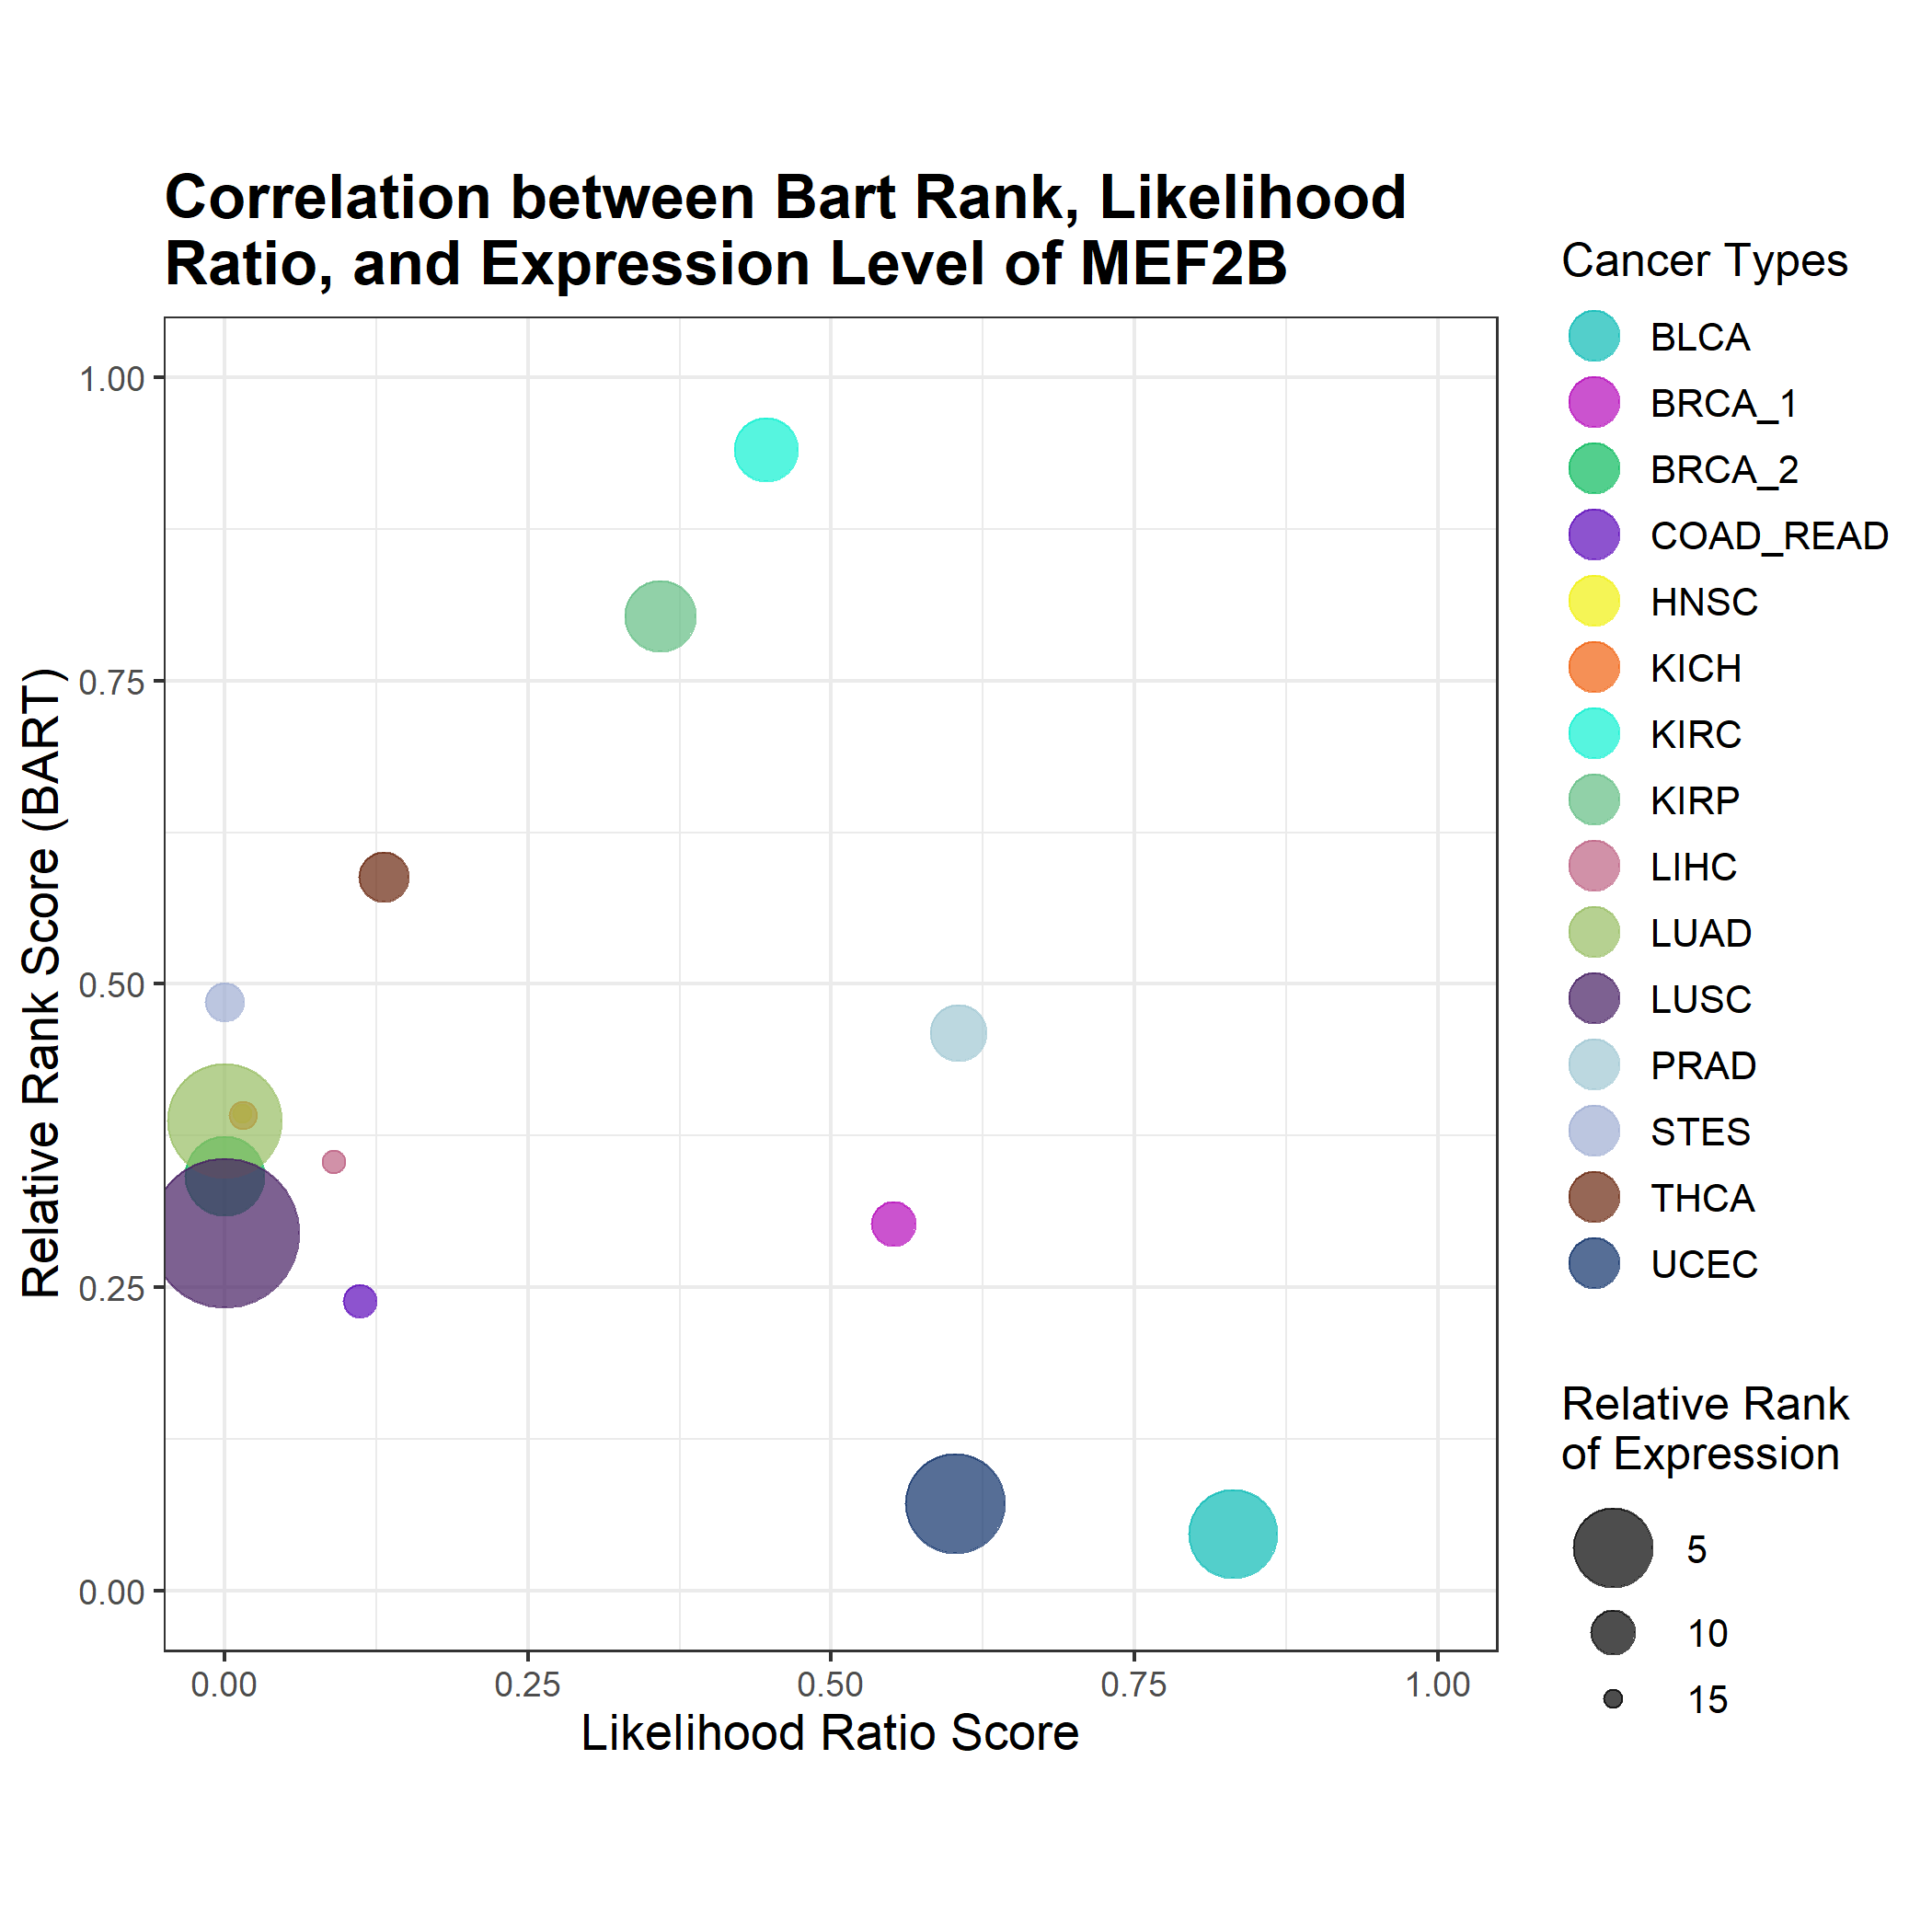 Correlation between Bart Rank, Likelihood
Ratio, and Expression Level of MEF2B
Relative Rank Score (BART)
1.00
0.75
0.50
0.25
0.00
0.00
0.25
0.50
0.75
1.00
Likelihood Ratio Score
Cancer Types
BLCA
BRCA_1
BRCA_2
COAD_READ
HNSC
KICH
KIRC
KIRP
LIHC
LUAD
LUSC
PRAD
STES
THCA
UCEC
Relative Rank
of Expression
5
10
15